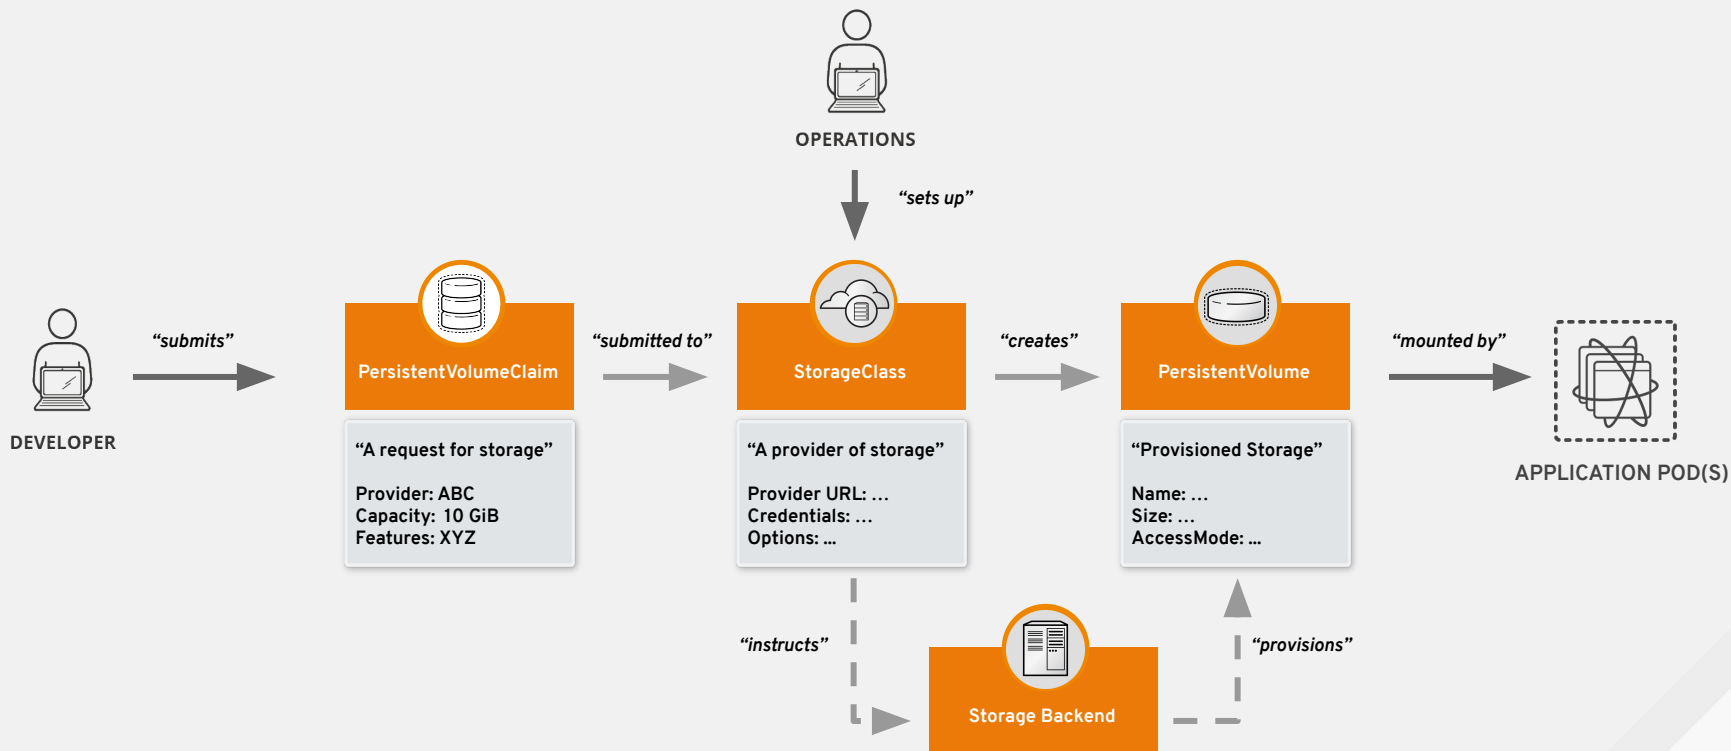 OPERATIONS
“sets up”
DEVELOPER
“submits”
PersistentVolumeClaim
“A request for storage”
Provider: ABC
Capacity: 10 GiB
Features: XYZ
“submitted to”
StorageClass
“A provider of storage”
Provider URL: …
Credentials: …
Options: ...
“creates”
PersistentVolume
“Provisioned Storage”
Name: …
Size: …
AccessMode: ...
“mounted by”
APPLICATION POD(S)
“instructs”
Storage Backend
“provisions”